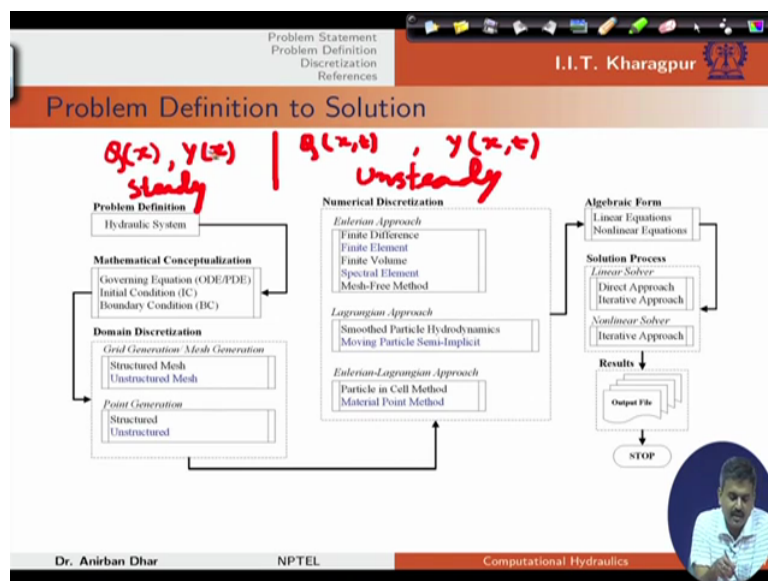 Problem Statement
Problem Definition
Discretization
References
I.I.T. Kharagpur
Problem Definition to Solution
Q(x), Y(x) | Q(x,t), Y(x,t)
Steady Unsteady
Problem Definition
Hydraulic System
Mathematical Conceptualization
Governing Equation (ODE/PDE)
Initial Condition (IC)
Boundary Condition (BC)
Domain Discretization
Grid Generation/Mesh Generation
Structured Mesh
Unstructured Mesh
Point Generation
Structured
Unstructured
Numerical Discretization
Eulerian Approach
Finite Difference
Finite Element
Finite Volume
Spectral Element
Mesh-Free Method
Lagrangian Approach
Smoothed Particle Hydrodynamics
Moving Particle Semi-Implicit
Eulerian-Lagrangian Approach
Particle in Cell Method
Material Point Method
Algebraic Form
Linear Equations
Nonlinear Equations
Solution Process
Linear Solver
Direct Approach
Iterative Approach
Nonlinear Solver
Iterative Approach
Results
Output File
STOP
Dr. Anirban Dhar NPTEL Computational Hydraulics